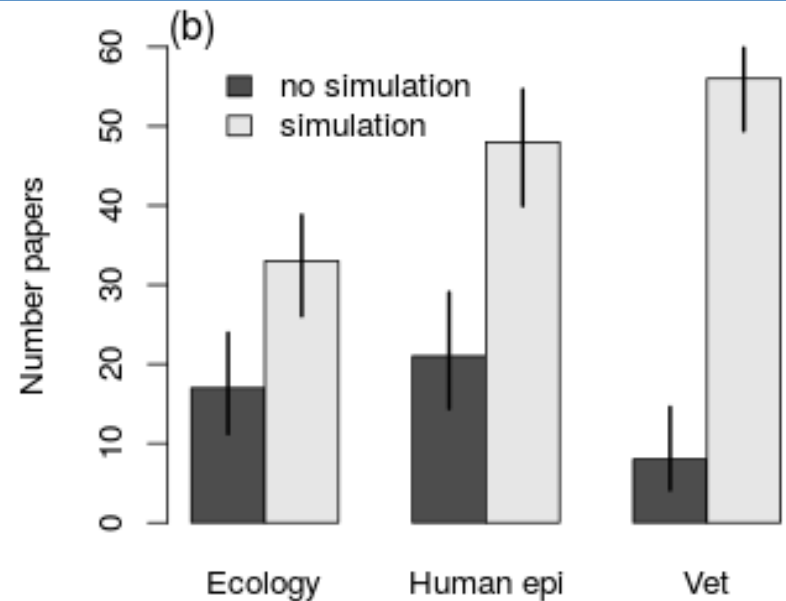 (b)
no simulation
simulation
Number papers
60
50
40
30
20
10
0
Ecology Human epi Vet